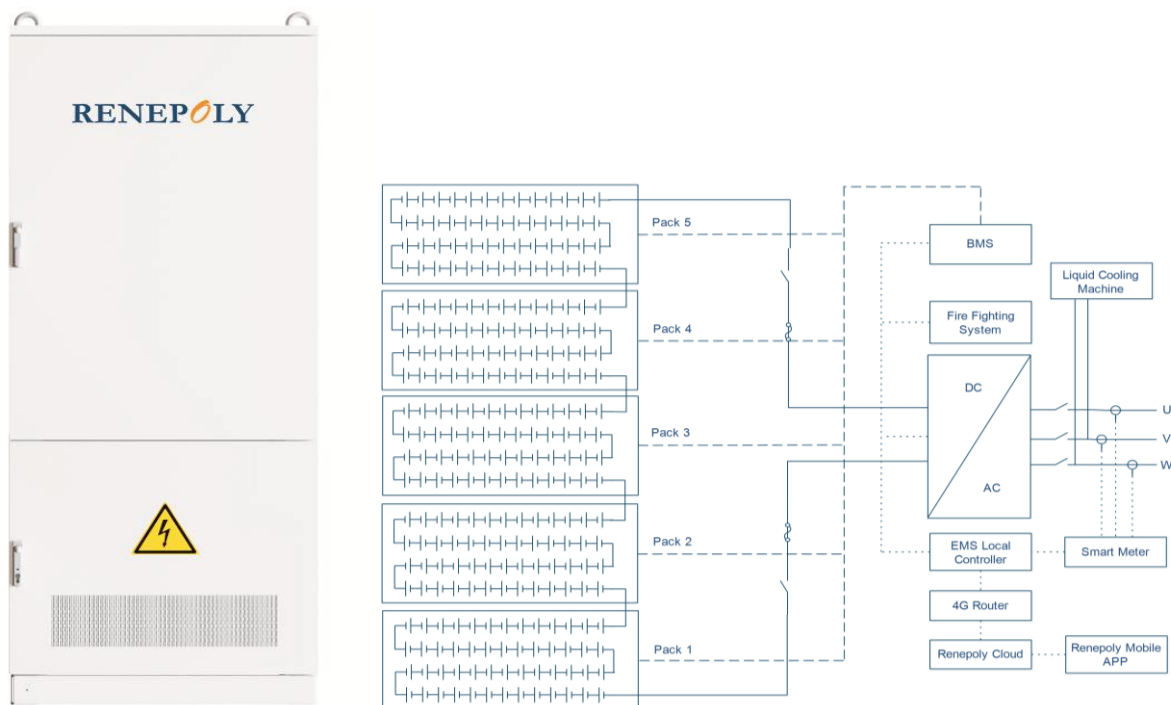 RENEPOLY
Pack 5
Pack 4
Pack 3
Pack 2
Pack 1
BMS
Liquid Cooling
Machine
Fire Fighting
System
DC
AC
U
V
W
EMS Local
Controller
Smart Meter
4G Router
Renepoly Cloud
Renepoly Mobile
APP